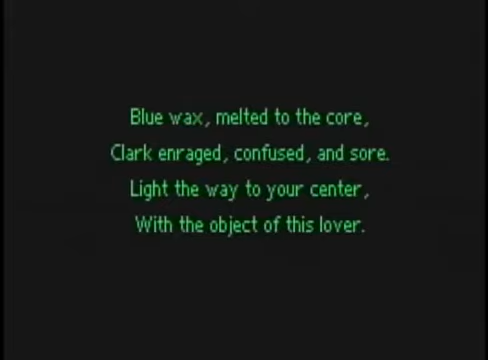 Blue wax, melted to the core,
Clark enraged, confused, and sore.
Light the way to your center,
With the object of this lover.